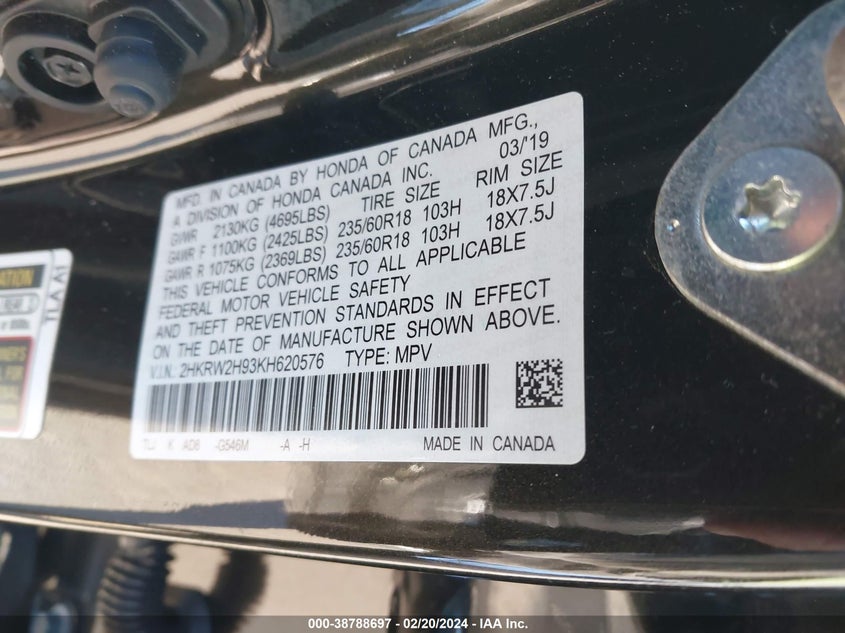 MFD. IN CANADA BY HONDA OF CANADA MFG.,
A DIVISION OF HONDA CANADA INC. 03/'19
GVWR 2130KG (4695LBS) TIRE SIZE RIM SIZE
GAWR F 1100KG (2425LBS) 235/60R18 103H 18X7.5J
GAWR R 1075KG (2369LBS) 235/60R18 103H 18X7.5J
THIS VEHICLE CONFORMS TO ALL APPLICABLE
FEDERAL MOTOR VEHICLE SAFETY
AND THEFT PREVENTION STANDARDS IN EFFECT
ON THE DATE OF MANUFACTURE SHOWN ABOVE.
V.I.N.: 2HKRW2H93KH620576 TYPE: MPV
TLJ K AD8 -G546M -A -H MADE IN CANADA
TLA A1
REAR
000-38788697 - 02/20/2024 - IAA Inc.